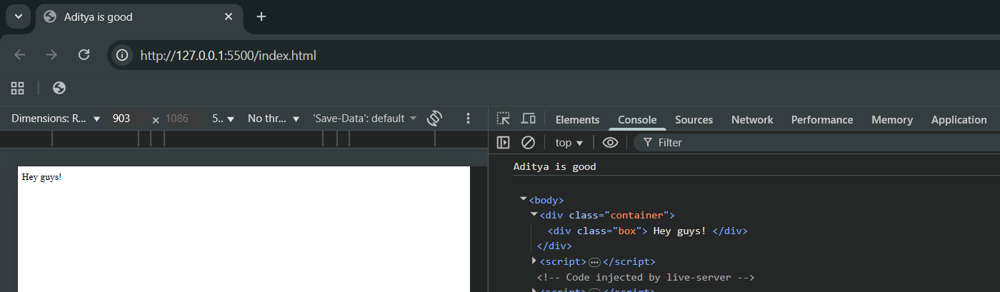 Aditya is good
http://127.0.0.1:5500/index.html
Dimensions: R... 903 × 1086 5.. No thr... 'Save-Data': default
Elements Console Sources Network Performance Memory Application
top Filter
Hey guys!
Aditya is good
<body>
<div class="container">
<div class="box"> Hey guys! </div>
</div>
<script>…</script>
<!-- Code injected by live-server -->
<script>…</script>